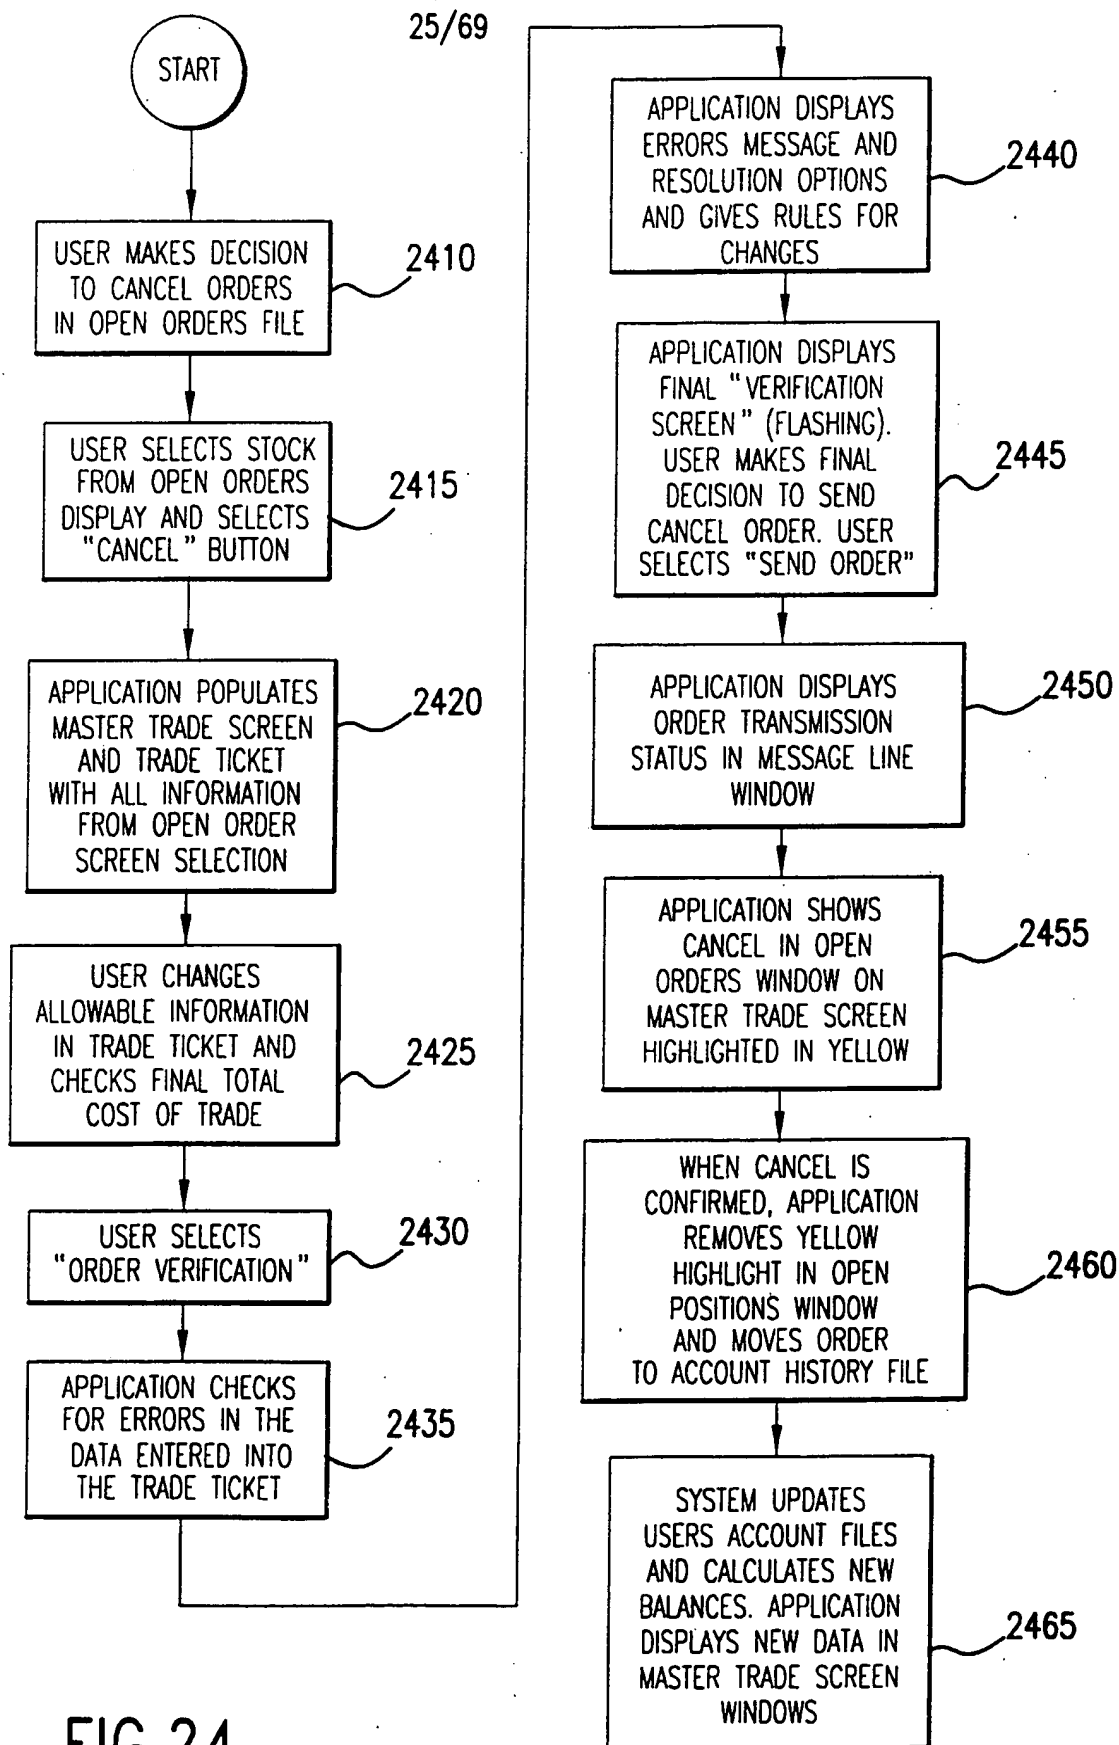 25/69
START
USER MAKES DECISION
TO CANCEL ORDERS
IN OPEN ORDERS FILE
2410
USER SELECTS STOCK
FROM OPEN ORDERS
DISPLAY AND SELECTS
"CANCEL" BUTTON
2415
APPLICATION POPULATES
MASTER TRADE SCREEN
AND TRADE TICKET
WITH ALL INFORMATION
FROM OPEN ORDER
SCREEN SELECTION
2420
USER CHANGES
ALLOWABLE INFORMATION
IN TRADE TICKET AND
CHECKS FINAL TOTAL
COST OF TRADE
2425
USER SELECTS
"ORDER VERIFICATION"
2430
APPLICATION CHECKS
FOR ERRORS IN THE
DATA ENTERED INTO
THE TRADE TICKET
2435
APPLICATION DISPLAYS
ERRORS MESSAGE AND
RESOLUTION OPTIONS
AND GIVES RULES FOR
CHANGES
2440
APPLICATION DISPLAYS
FINAL "VERIFICATION
SCREEN" (FLASHING).
USER MAKES FINAL
DECISION TO SEND
CANCEL ORDER. USER
SELECTS "SEND ORDER"
2445
APPLICATION DISPLAYS
ORDER TRANSMISSION
STATUS IN MESSAGE LINE
WINDOW
2450
APPLICATION SHOWS
CANCEL IN OPEN
ORDERS WINDOW ON
MASTER TRADE SCREEN
HIGHLIGHTED IN YELLOW
2455
WHEN CANCEL IS
CONFIRMED, APPLICATION
REMOVES YELLOW
HIGHLIGHT IN OPEN
POSITIONS WINDOW
AND MOVES ORDER
TO ACCOUNT HISTORY FILE
2460
SYSTEM UPDATES
USERS ACCOUNT FILES
AND CALCULATES NEW
BALANCES. APPLICATION
DISPLAYS NEW DATA IN
MASTER TRADE SCREEN
WINDOWS
2465
FIG.24